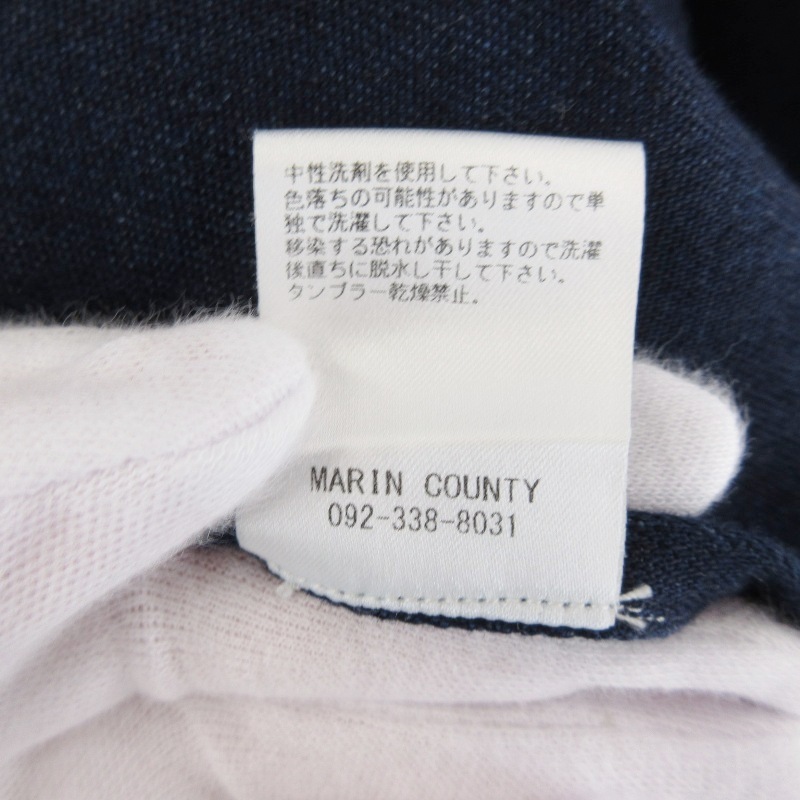 中性洗剤を使用して下さい。
色落ちの可能性がありますので単
独で洗濯して下さい。
移染する恐れがありますので洗濯
後直ちに脱水し干して下さい。
タンブラー乾燥禁止。
MARIN COUNTY
092-338-8031